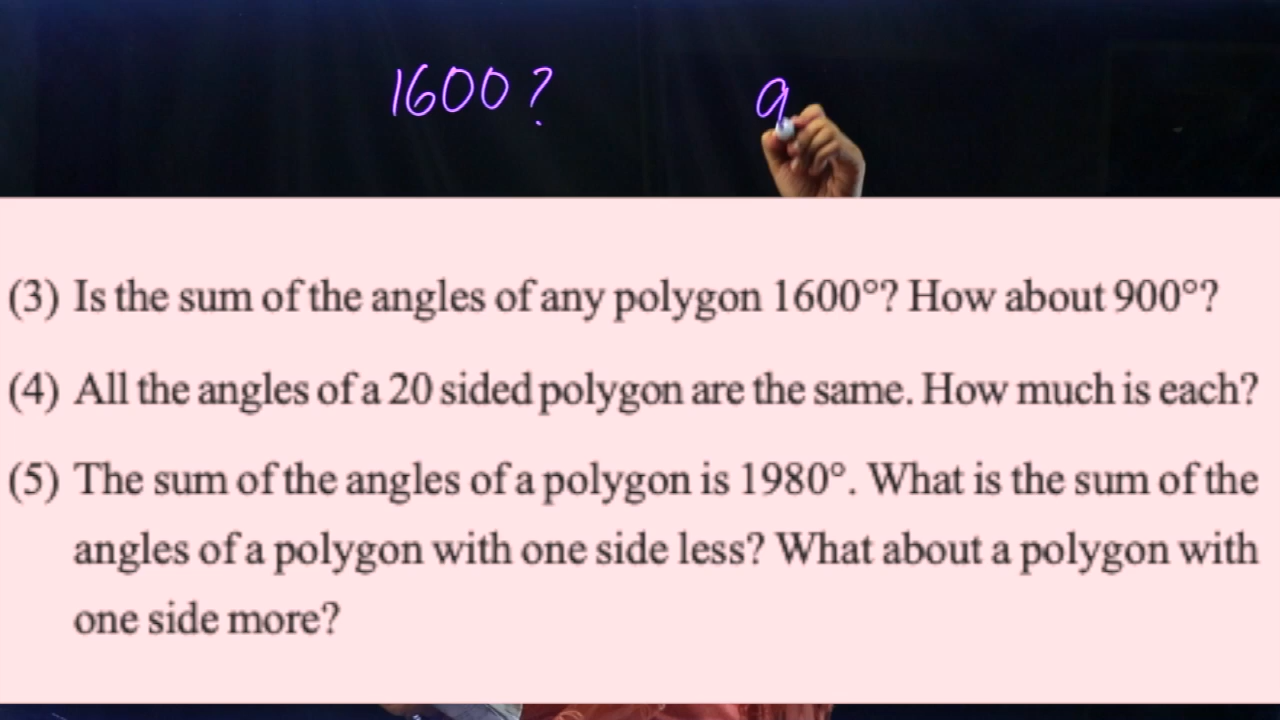 1600? 9
(3) Is the sum of the angles of any polygon 1600°? How about 900°?
(4) All the angles of a 20 sided polygon are the same. How much is each?
(5) The sum of the angles of a polygon is 1980°. What is the sum of the
angles of a polygon with one side less? What about a polygon with
one side more?